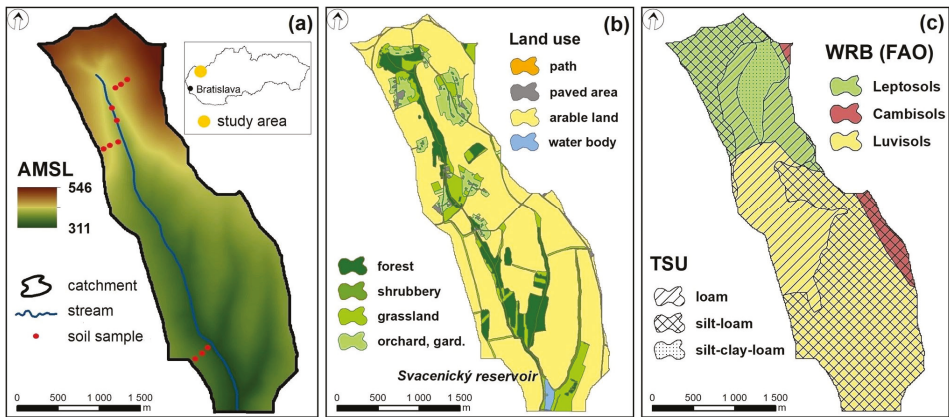 (a)
Bratislava
study area
AMSL
546
311
catchment
stream
soil sample
0 500 1 000 1 500
m
(b)
Land use
path
paved area
arable land
water body
forest
shrubbery
grassland
orchard, gard.
Svacenický reservoir
0 500 1 000 1 500
m
(c)
WRB (FAO)
Leptosols
Cambisols
Luvisols
TSU
loam
silt-loam
silt-clay-loam
0 500 1 000 1 500
m